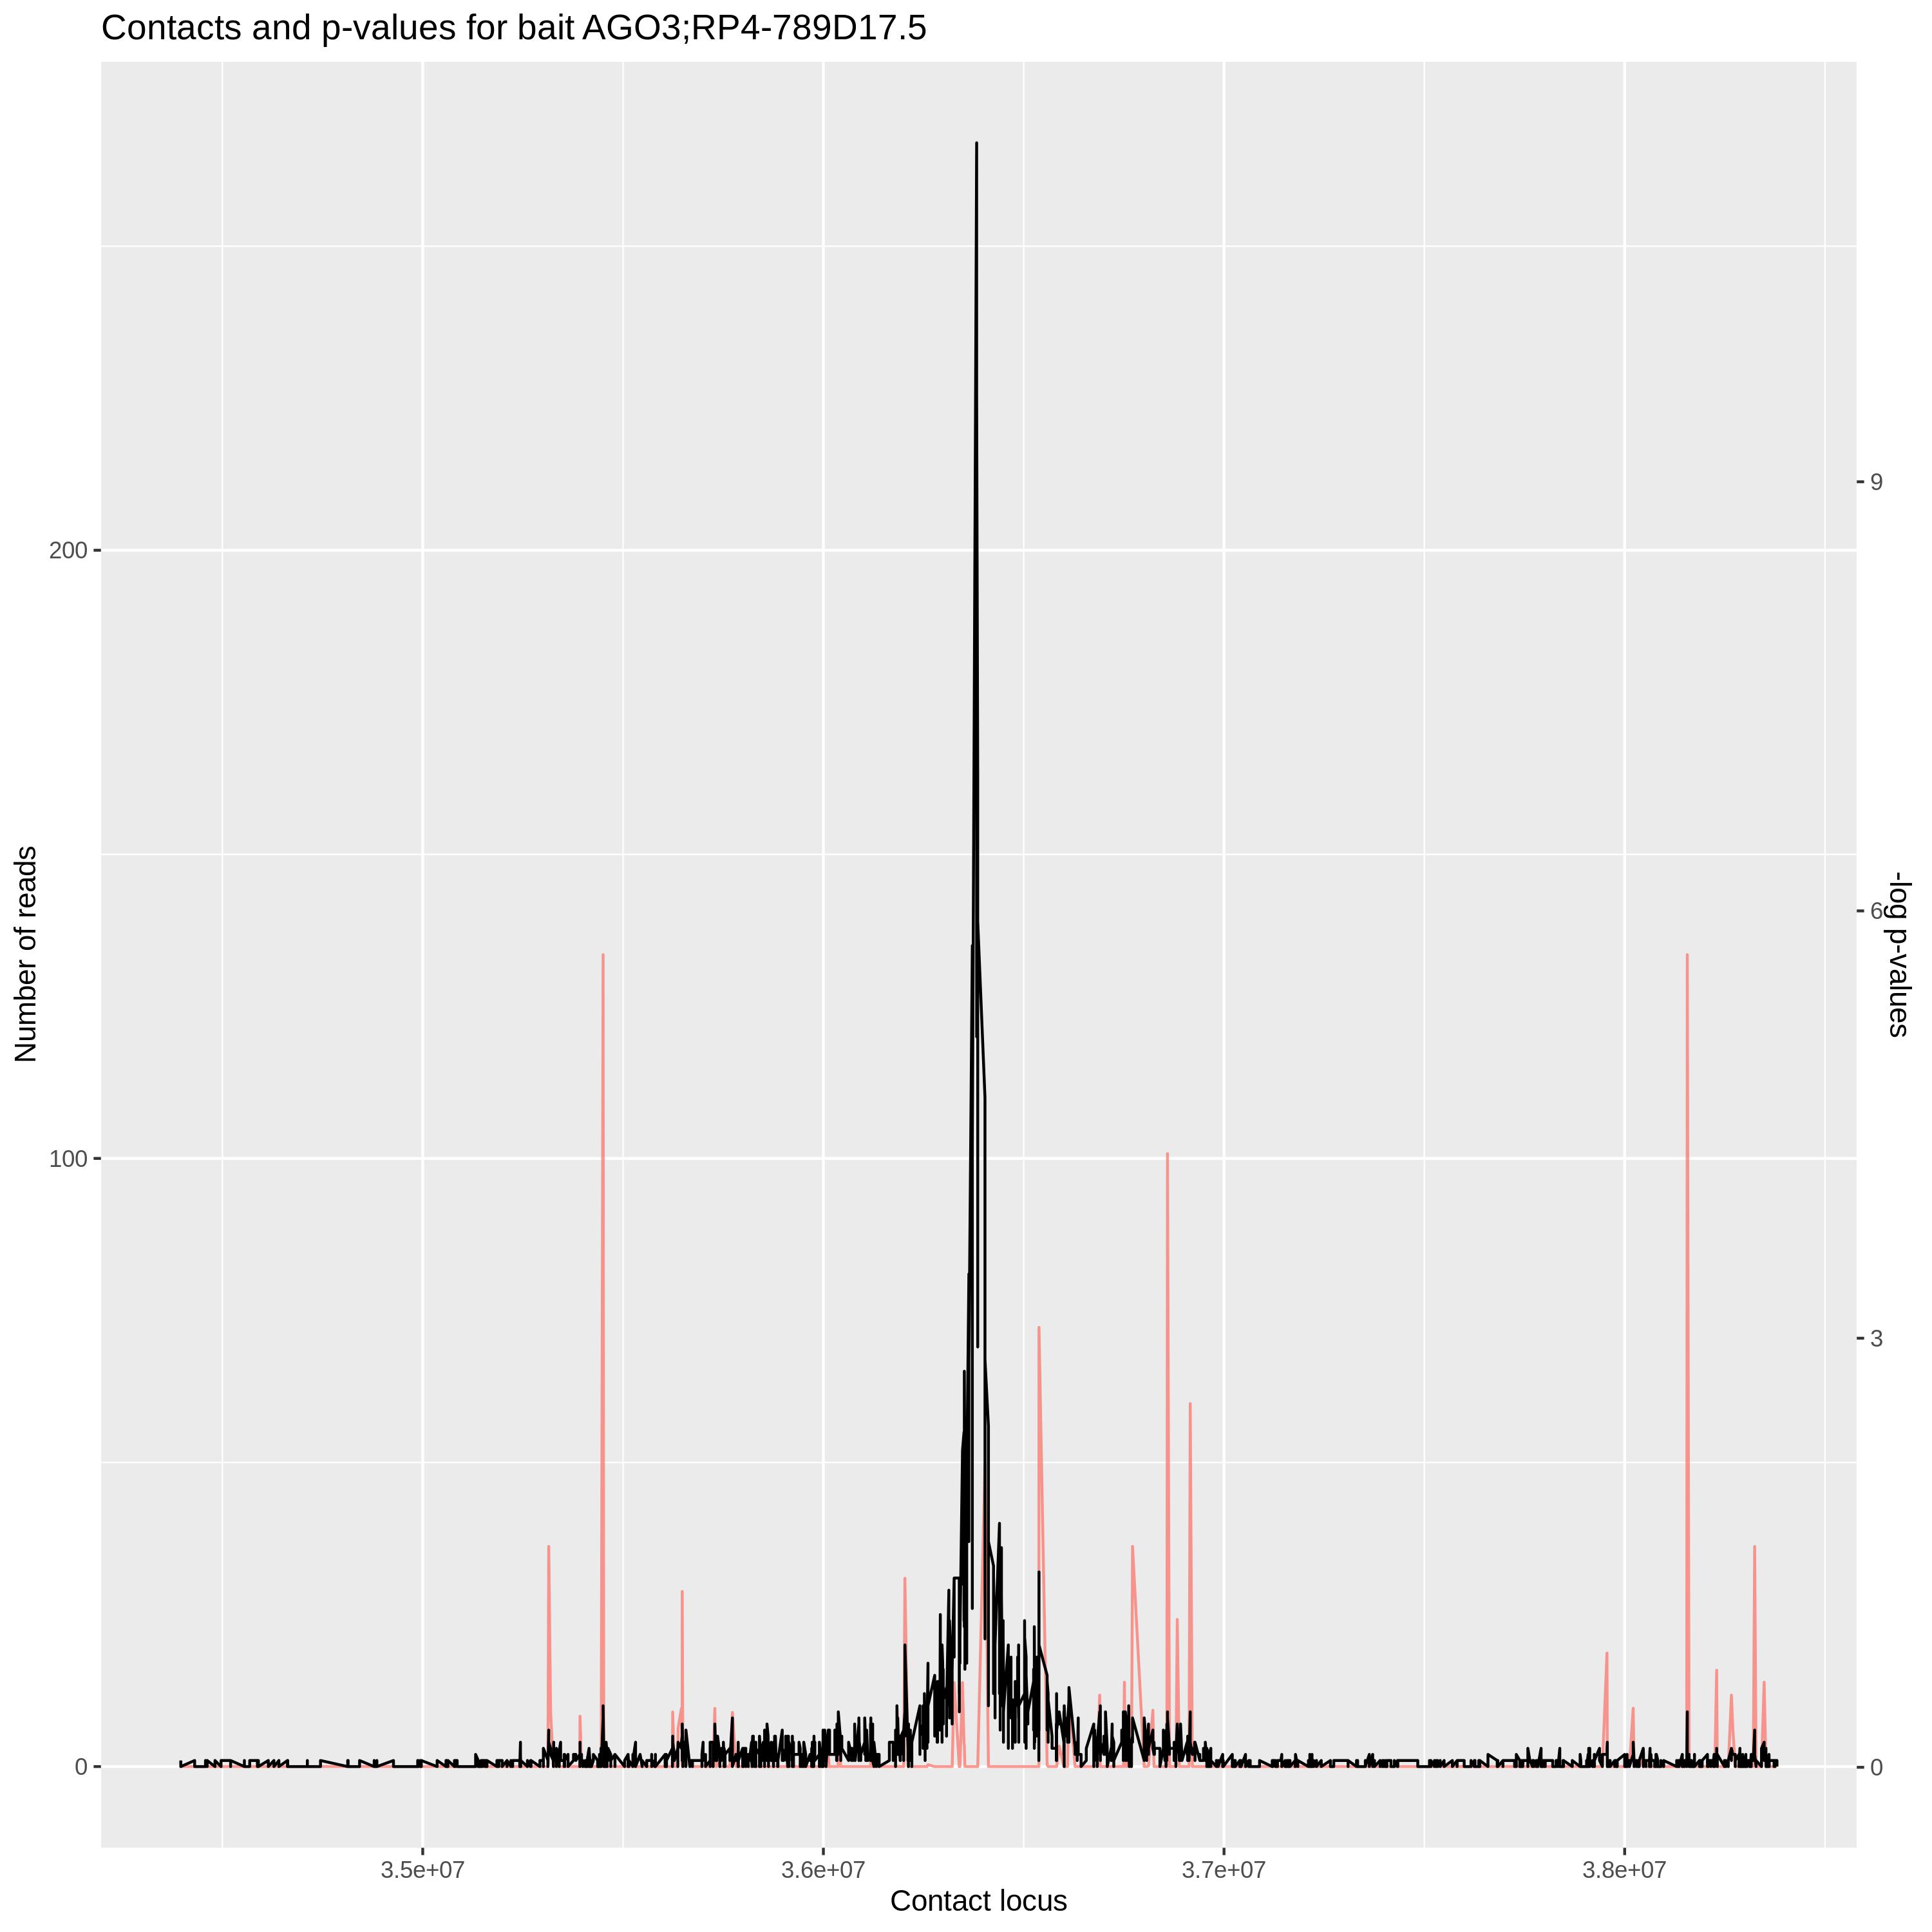 Contacts and p-values for bait AGO3;RP4-789D17.5
Number of reads
200
100
0
9
6
3
0
-log p-values
3.5e+07
3.6e+07
3.7e+07
3.8e+07
Contact locus